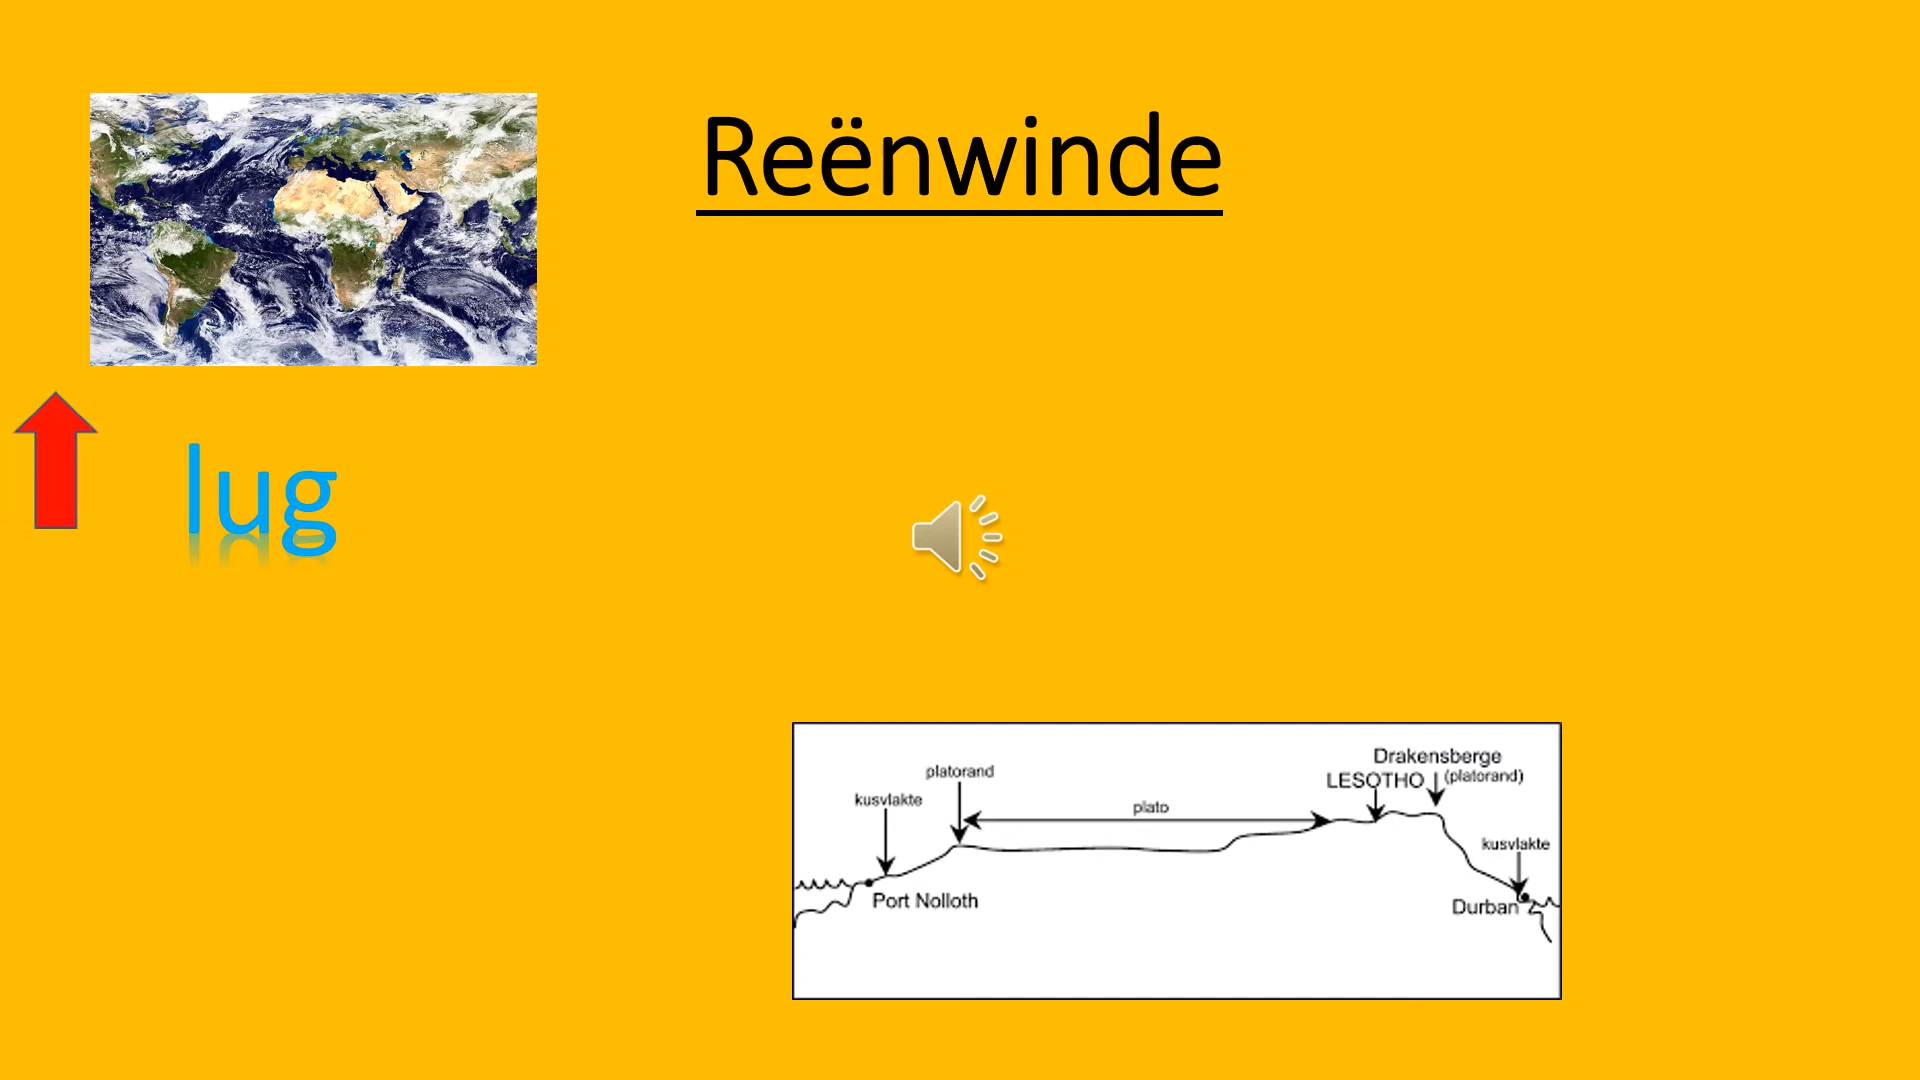 Reënwinde
lug
Drakensberge
platorand
LESOTHO
(platorand)
kusvlakte
plato
kusvlakte
Port Nolloth
Durban